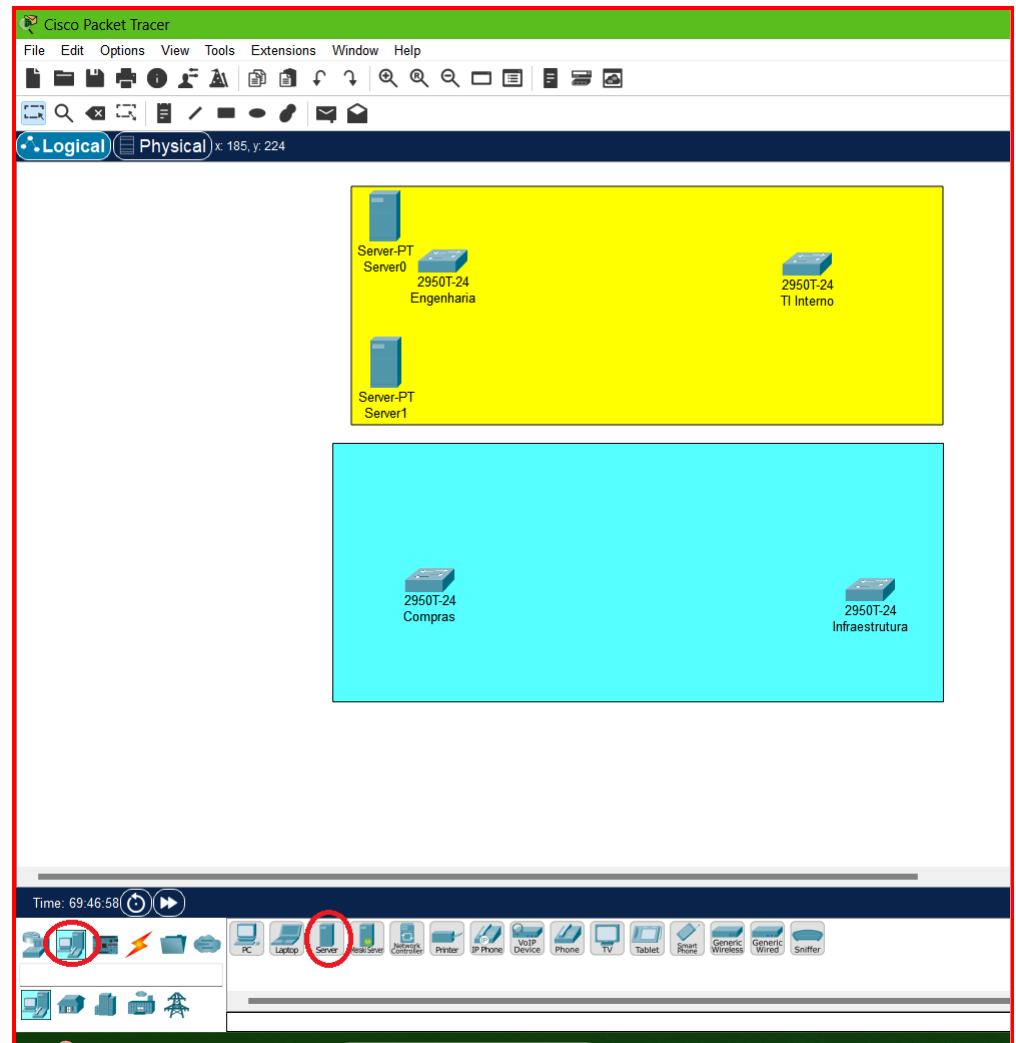 Cisco Packet Tracer
File Edit Options View Tools Extensions Window Help
Logical Physical x: 185, y: 224
Server-PT
Server0
2950T-24
Engenharia
2950T-24
TI Interno
Server-PT
Server1
2950T-24
Compras
2950T-24
Infraestrutura
Time: 69:46:58
PC Laptop Server Meraki Server Network Controller Printer IP Phone VoIP Device Phone TV Tablet Smart Phone Generic Wireless Generic Wired Sniffer